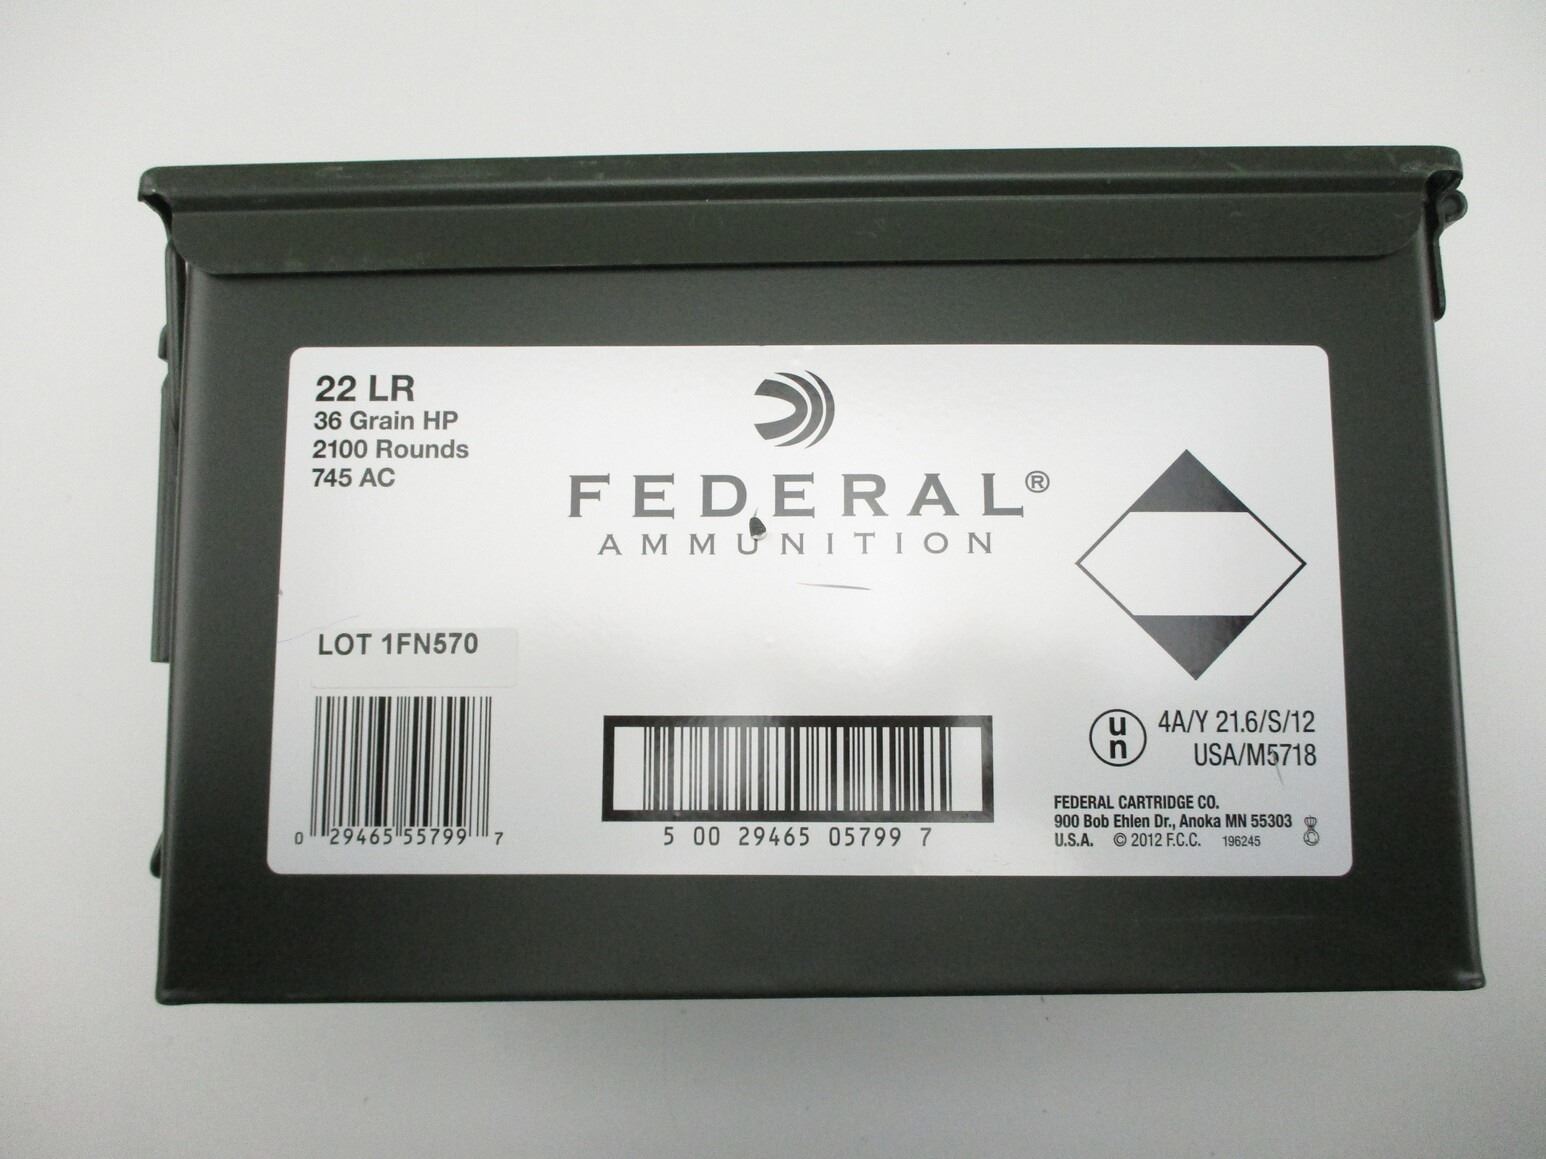 22 LR
36 Grain HP
2100 Rounds
745 AC
FEDERAL®
AMMUNITION
LOT 1FN570
0 29465 55799 7
5 00 29465 05799 7
un 4A/Y 21.6/S/12
USA/M5718
FEDERAL CARTRIDGE CO.
900 Bob Ehlen Dr., Anoka MN 55303
U.S.A. © 2012 F.C.C. 196245